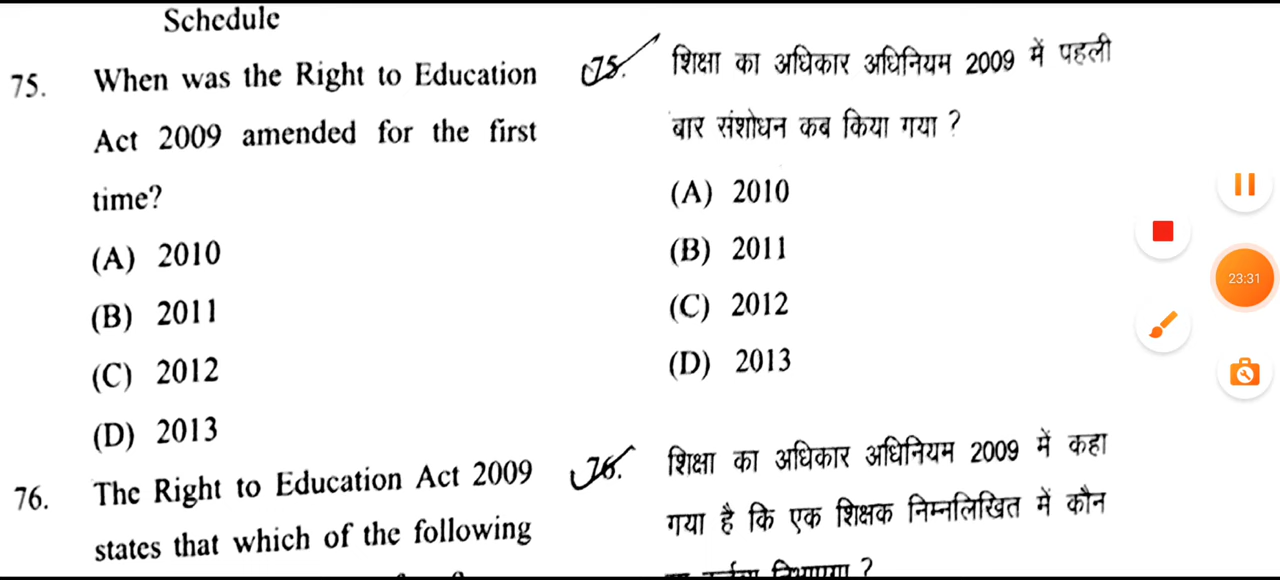 Schedule
75. When was the Right to Education
Act 2009 amended for the first
time?
(A) 2010
(B) 2011
(C) 2012
(D) 2013
76. The Right to Education Act 2009
states that which of the following
75. शिक्षा का अधिकार अधिनियम 2009 में पहली
बार संशोधन कब किया गया ?
(A) 2010
(B) 2011
(C) 2012
(D) 2013
76. शिक्षा का अधिकार अधिनियम 2009 में कहा
गया है कि एक शिक्षक निम्नलिखित में कौन
?
23:31